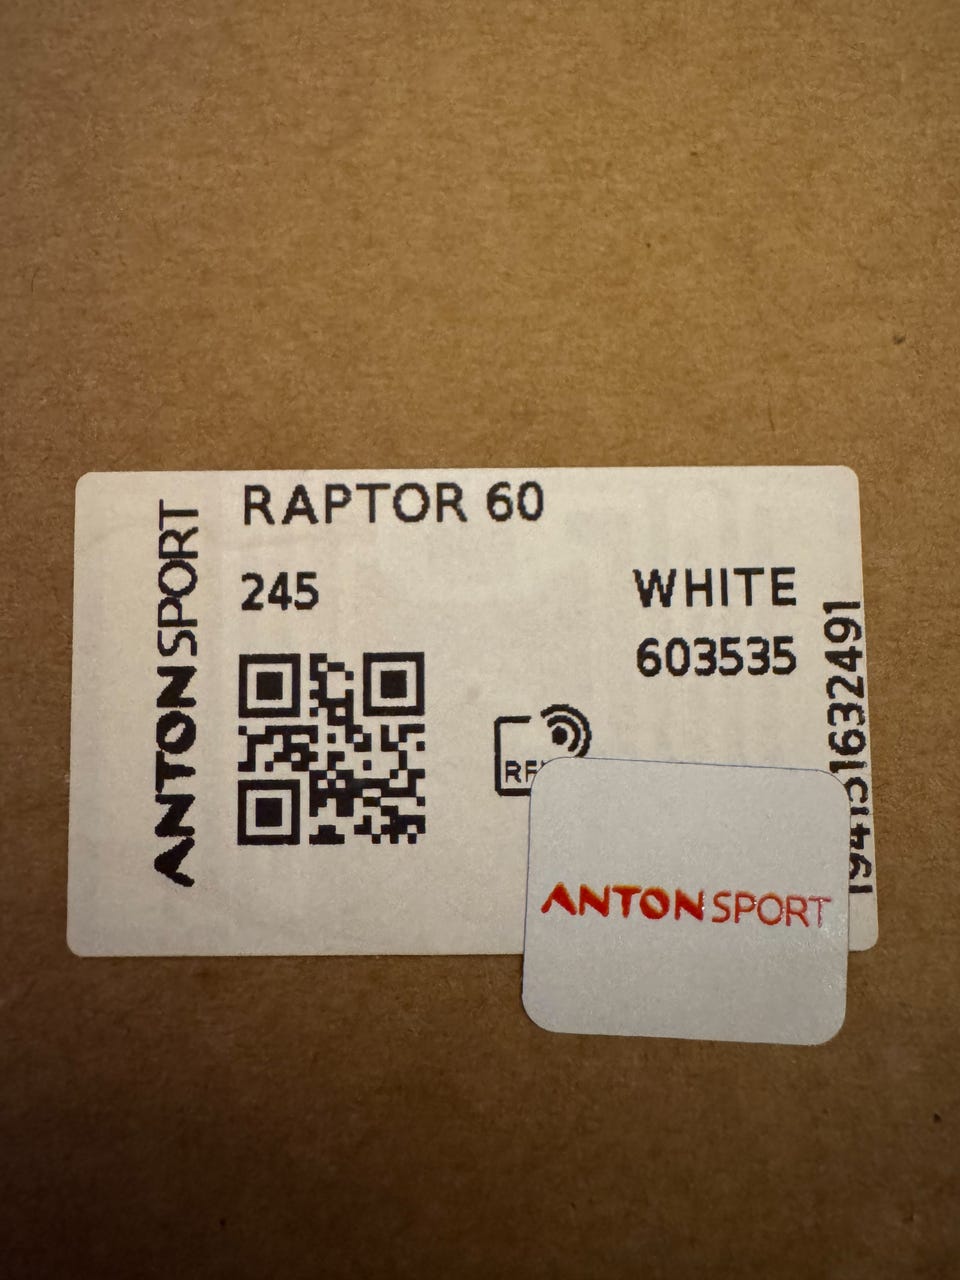 ANTONSPORT
RAPTOR 60
245
WHITE
603535
ANTONSPORT